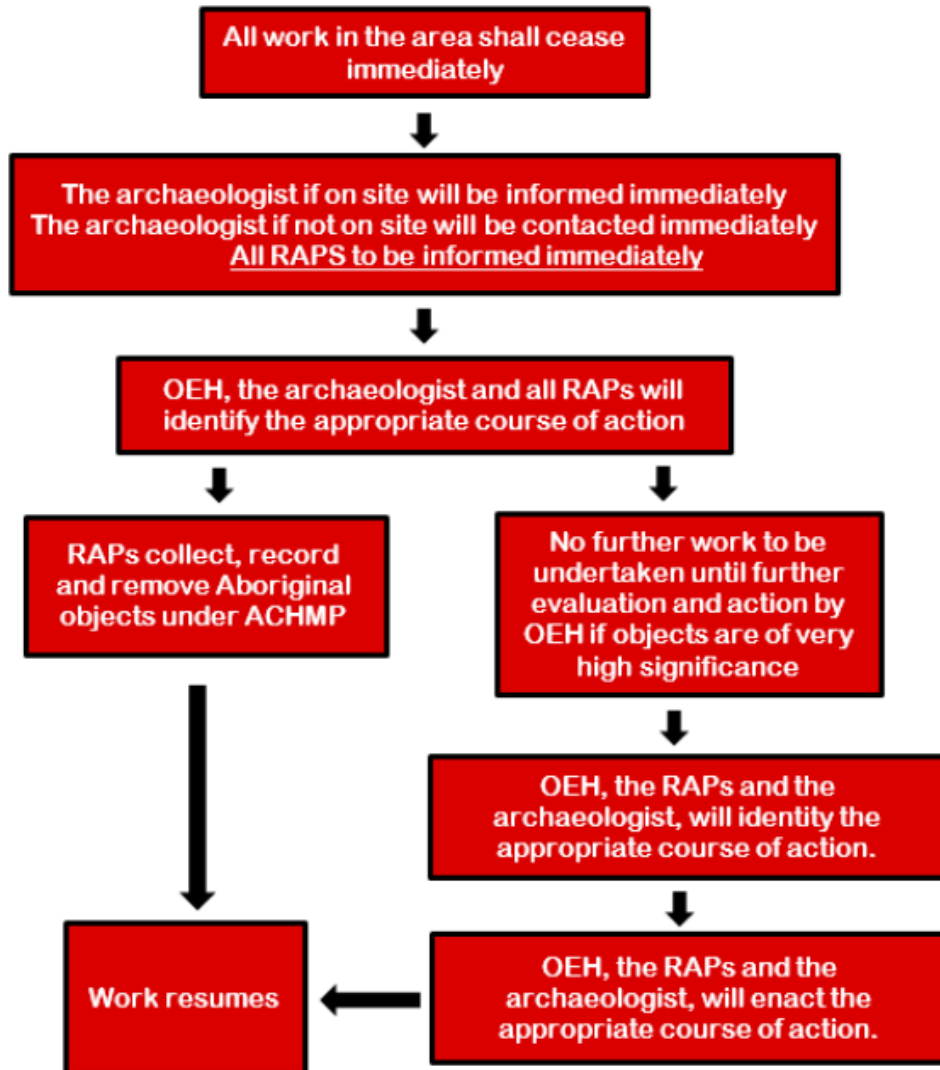 All work in the area shall cease
immediately
The archaeologist if on site will be informed immediately
The archaeologist if not on site will be contacted immediately
All RAPS to be informed immediately
OEH, the archaeologist and all RAPs will
identify the appropriate course of action
RAPs collect, record
and remove Aboriginal
objects under ACHMP
No further work to be
undertaken until further
evaluation and action by
OEH if objects are of very
high significance
OEH, the RAPs and the
archaeologist, will identity the
appropriate course of action.
OEH, the RAPs and the
archaeologist, will enact the
appropriate course of action.
Work resumes